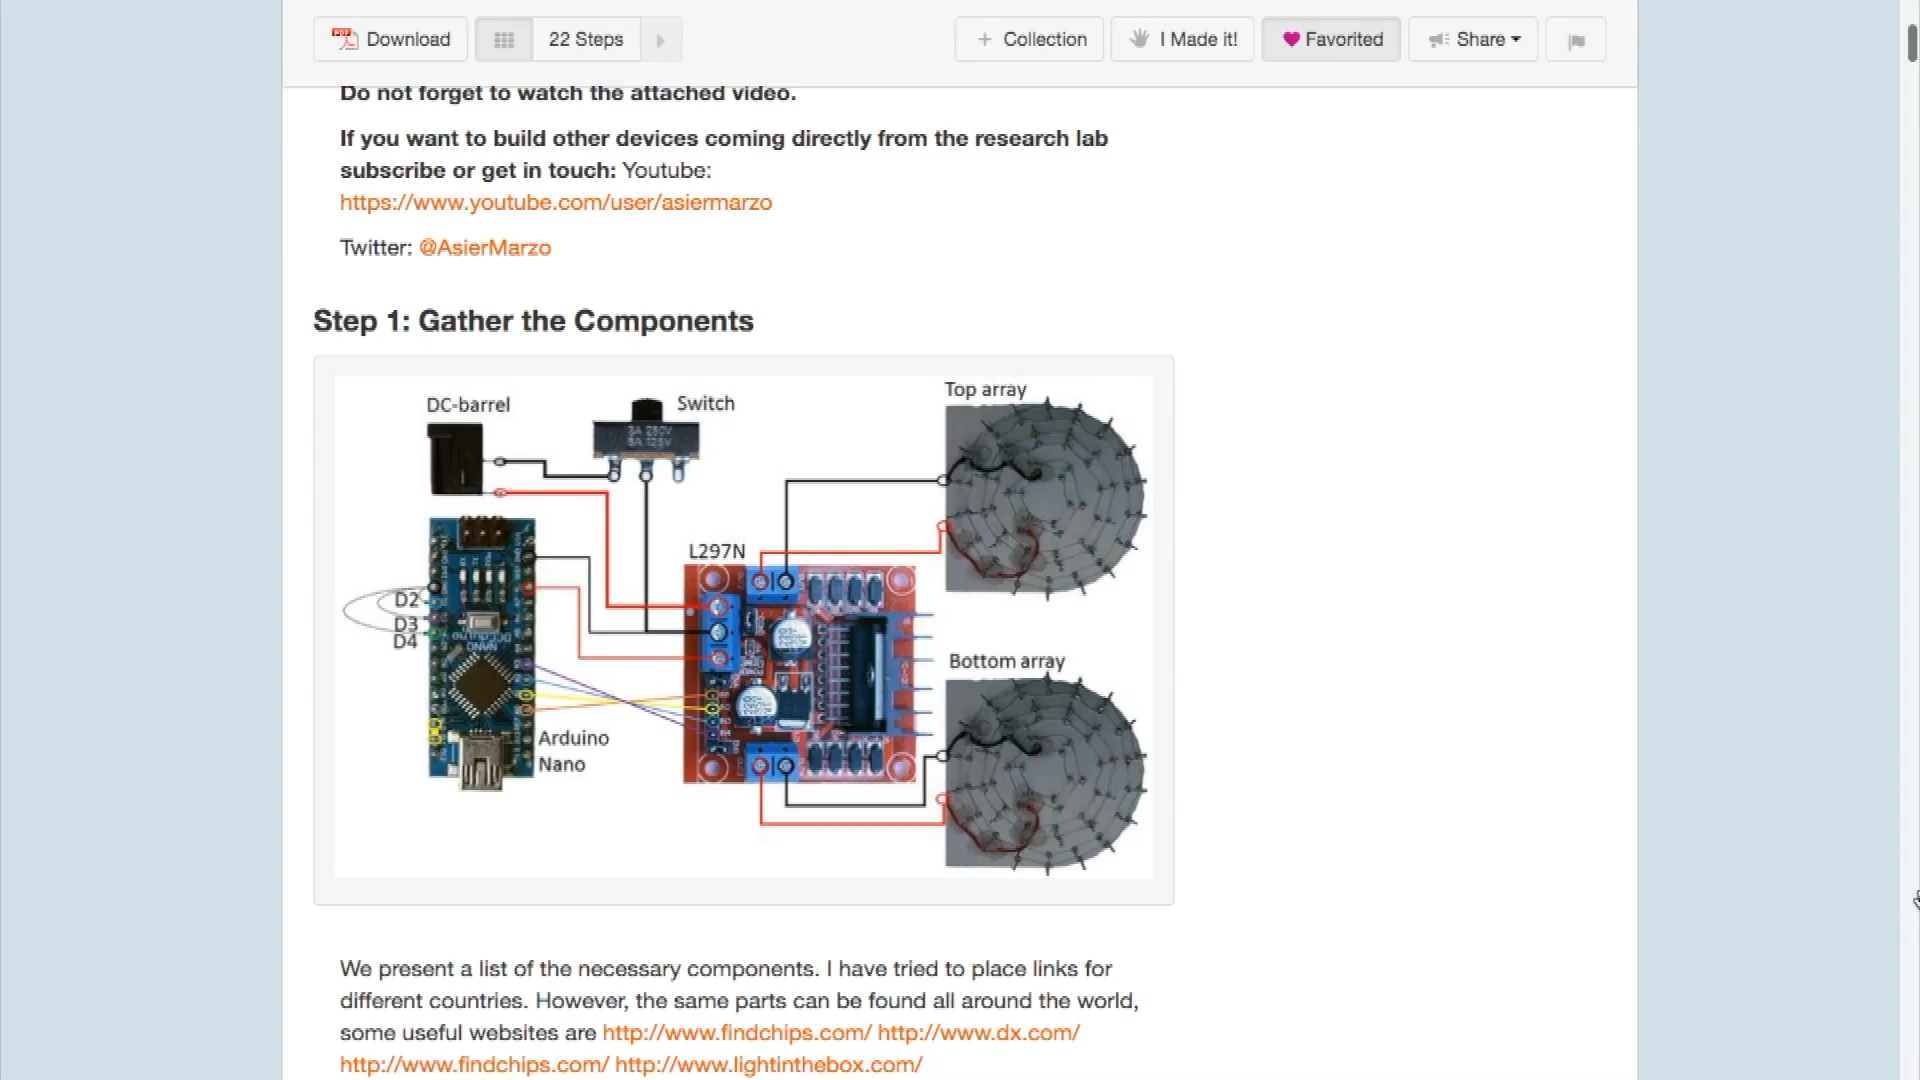 Download
22 Steps
+ Collection
I Made it!
Favorited
Share
Do not forget to watch the attached video.
If you want to build other devices coming directly from the research lab
subscribe or get in touch: Youtube:
https://www.youtube.com/user/asiermarzo
Twitter: @AsierMarzo
Step 1: Gather the Components
DC-barrel
Switch
3A 250V
6A 125V
Top array
L297N
D2
D3
D4
Bottom array
Arduino
Nano
We present a list of the necessary components. I have tried to place links for
different countries. However, the same parts can be found all around the world,
some useful websites are http://www.findchips.com/ http://www.dx.com/
http://www.findchips.com/ http://www.lightinthebox.com/